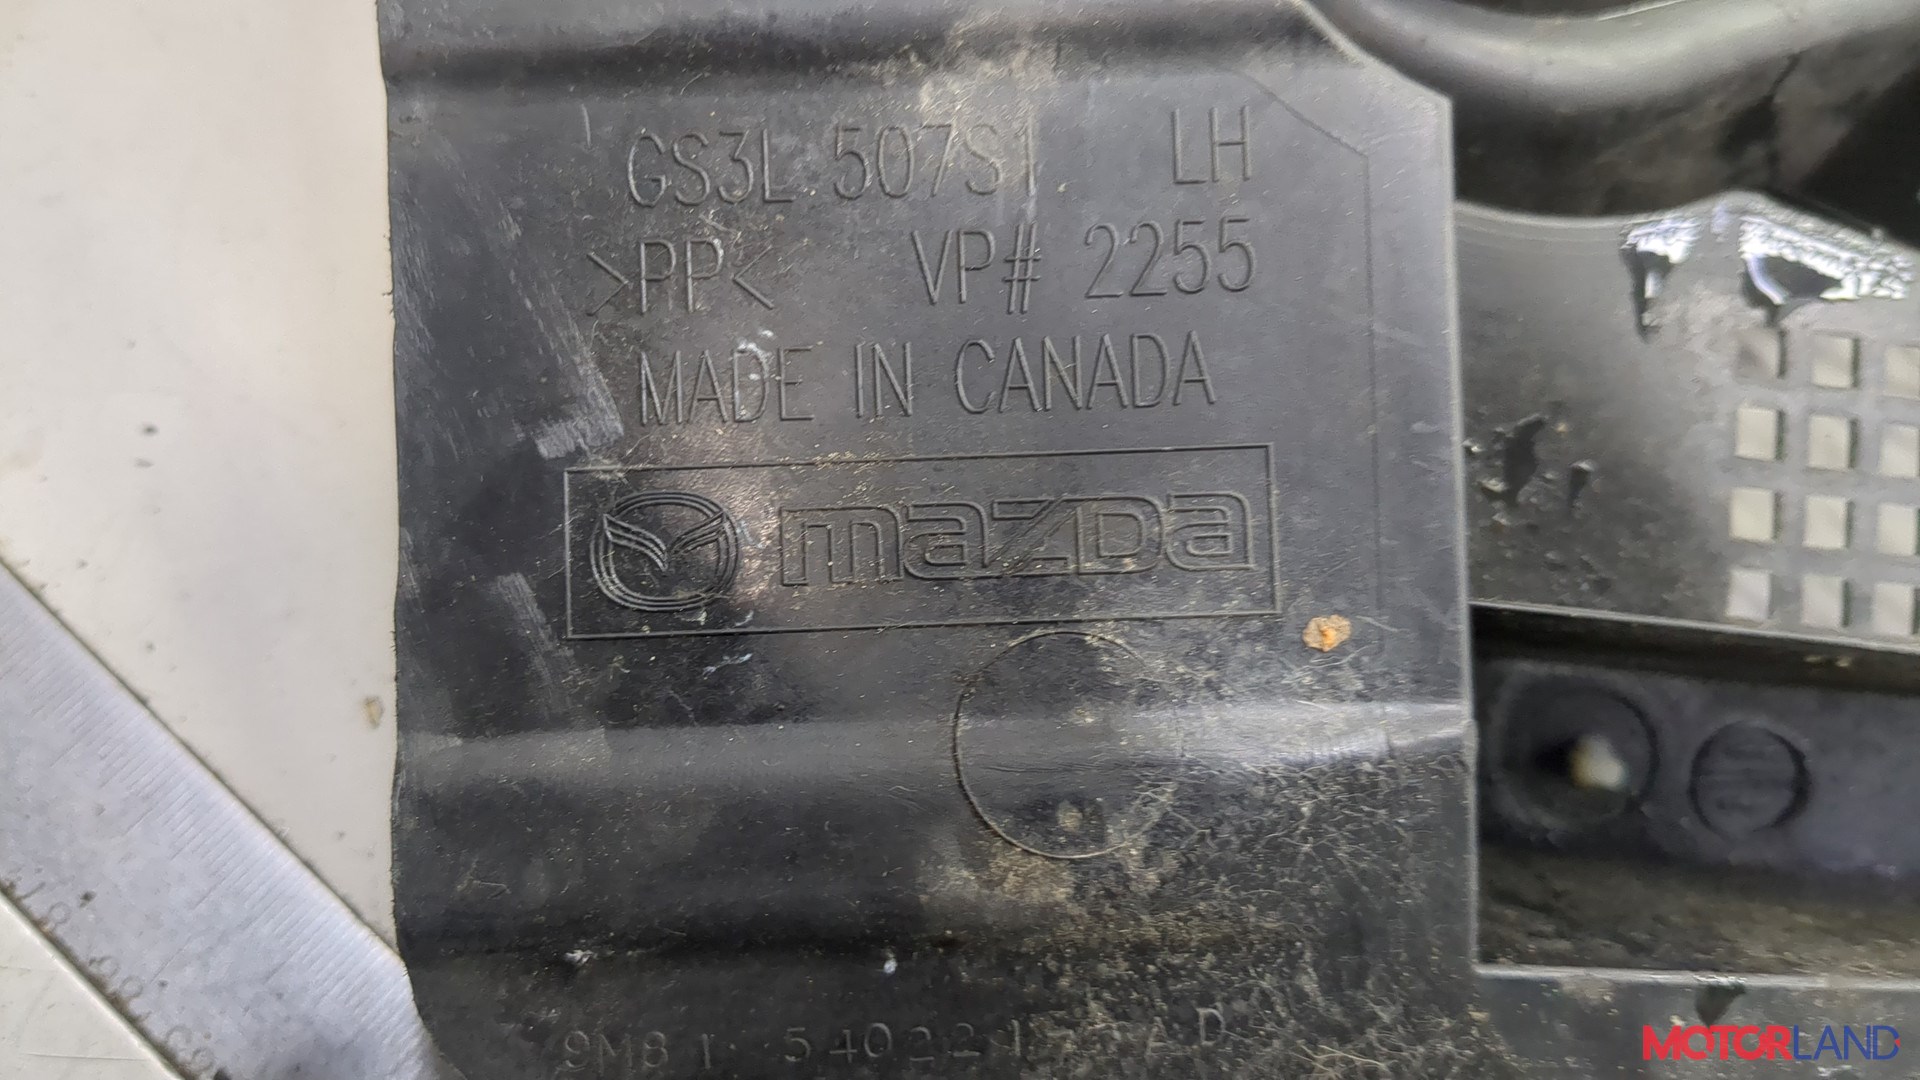 GS3L 507S1 LH
>PP< VP# 2255
MADE IN CANADA
mazda
MOTORLAND